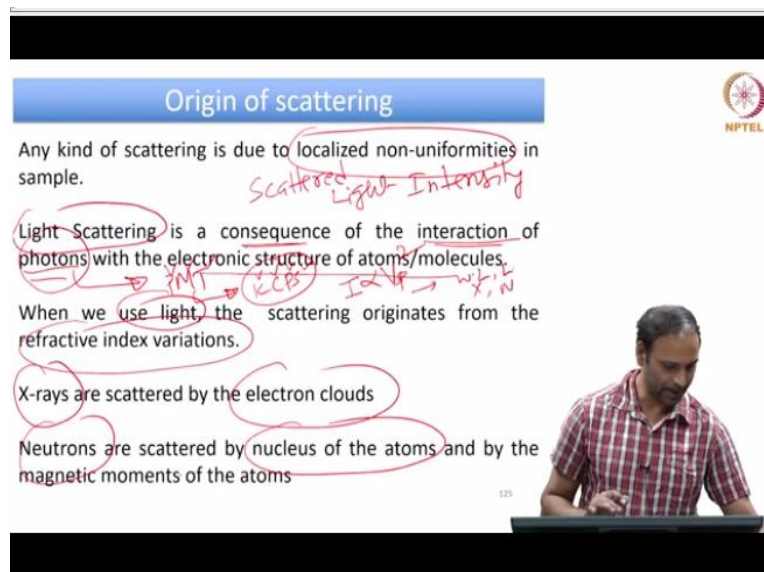 Origin of scattering
NPTEL
Any kind of scattering is due to localized non-uniformities in
sample.
Scattered Light Intensity
Light Scattering is a consequence of the interaction of
photons with the electronic structure of atoms/molecules.
PMT KCPS I ∝ Vp² → W.L, L
X, N
When we use light, the scattering originates from the
refractive index variations.
X-rays are scattered by the electron clouds
Neutrons are scattered by nucleus of the atoms and by the
magnetic moments of the atoms
125